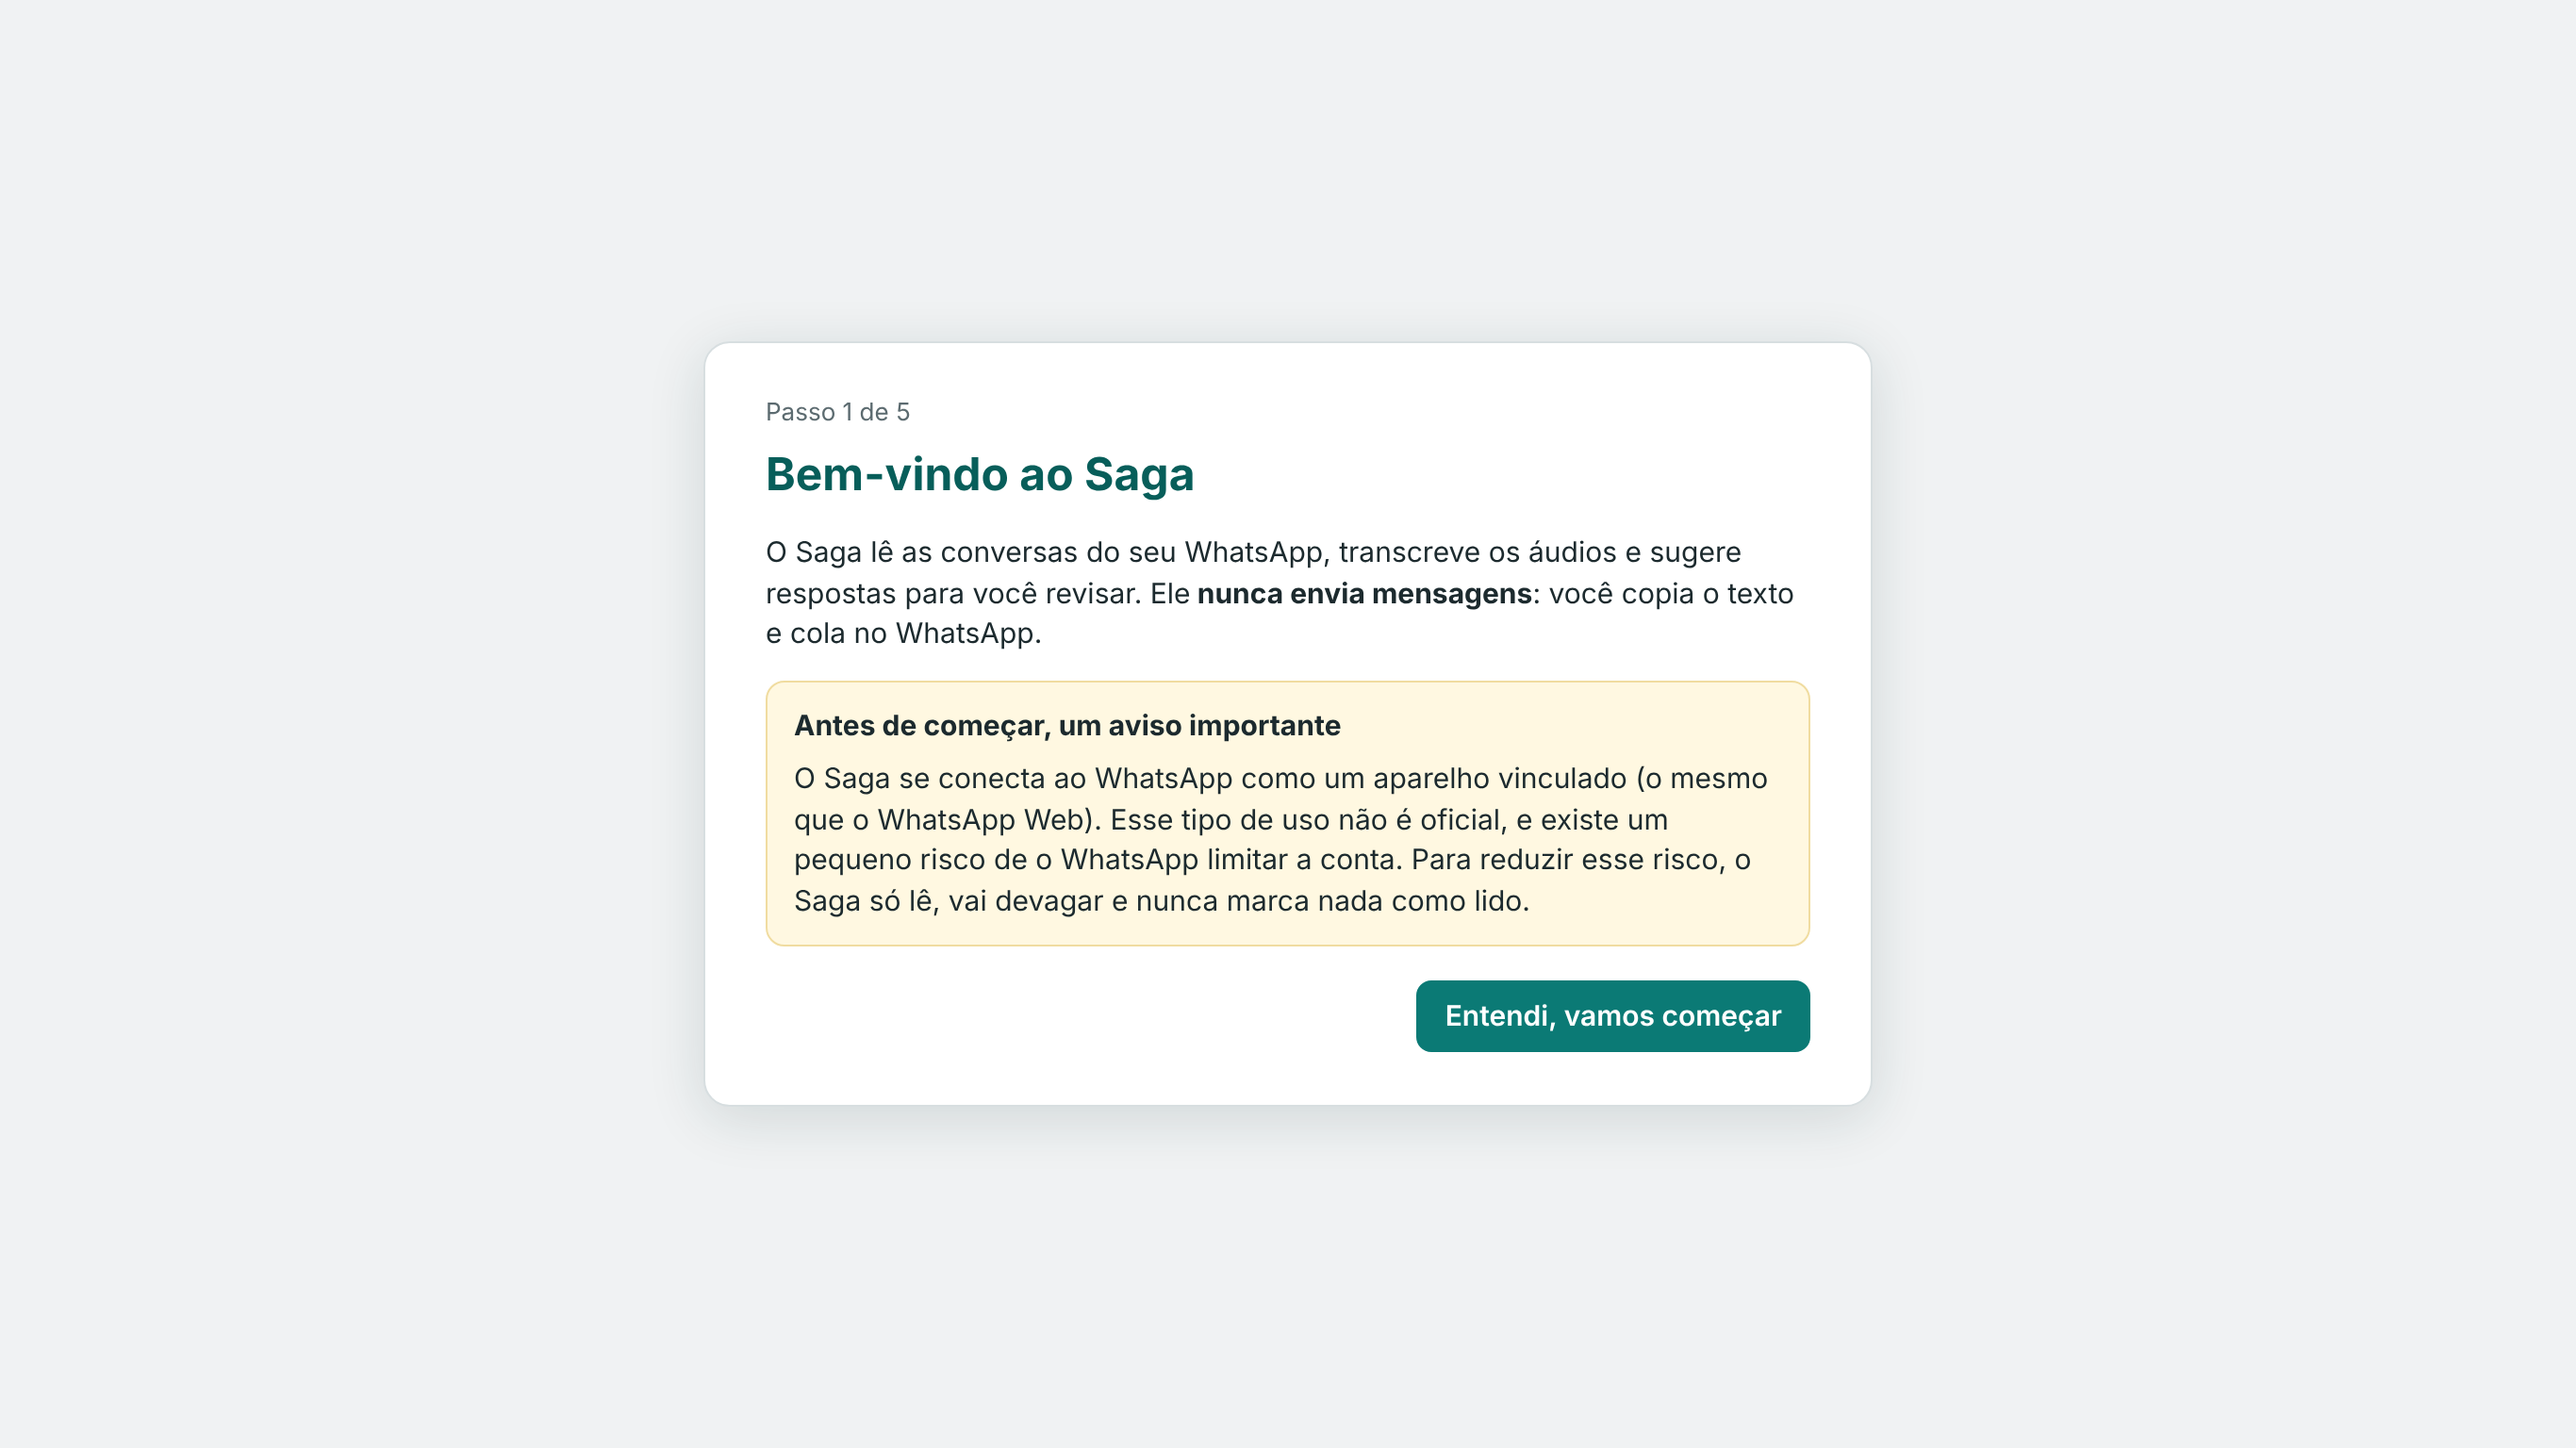 Passo 1 de 5
Bem-vindo ao Saga
O Saga lê as conversas do seu WhatsApp, transcreve os áudios e sugere
respostas para você revisar. Ele nunca envia mensagens: você copia o texto
e cola no WhatsApp.
Antes de começar, um aviso importante
O Saga se conecta ao WhatsApp como um aparelho vinculado (o mesmo
que o WhatsApp Web). Esse tipo de uso não é oficial, e existe um
pequeno risco de o WhatsApp limitar a conta. Para reduzir esse risco, o
Saga só lê, vai devagar e nunca marca nada como lido.
Entendi, vamos começar